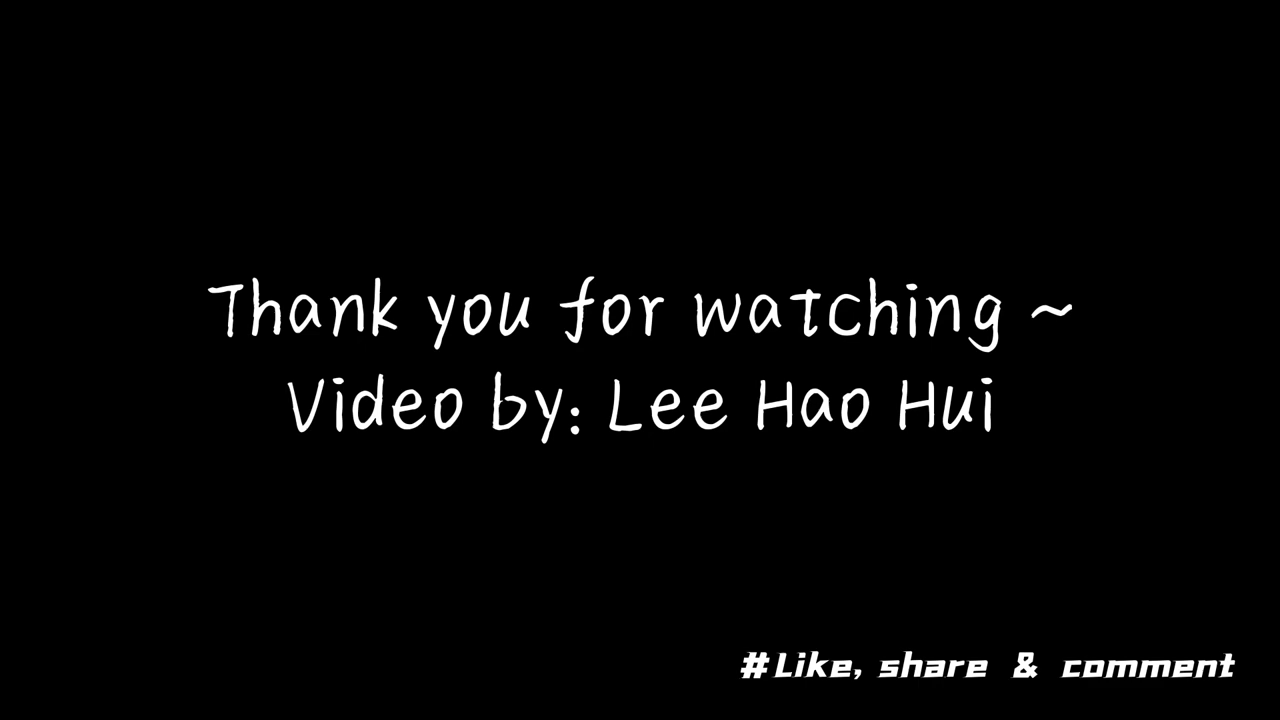 Thank you for watching ~
Video by: Lee Hao Hui
#Like, share & comment